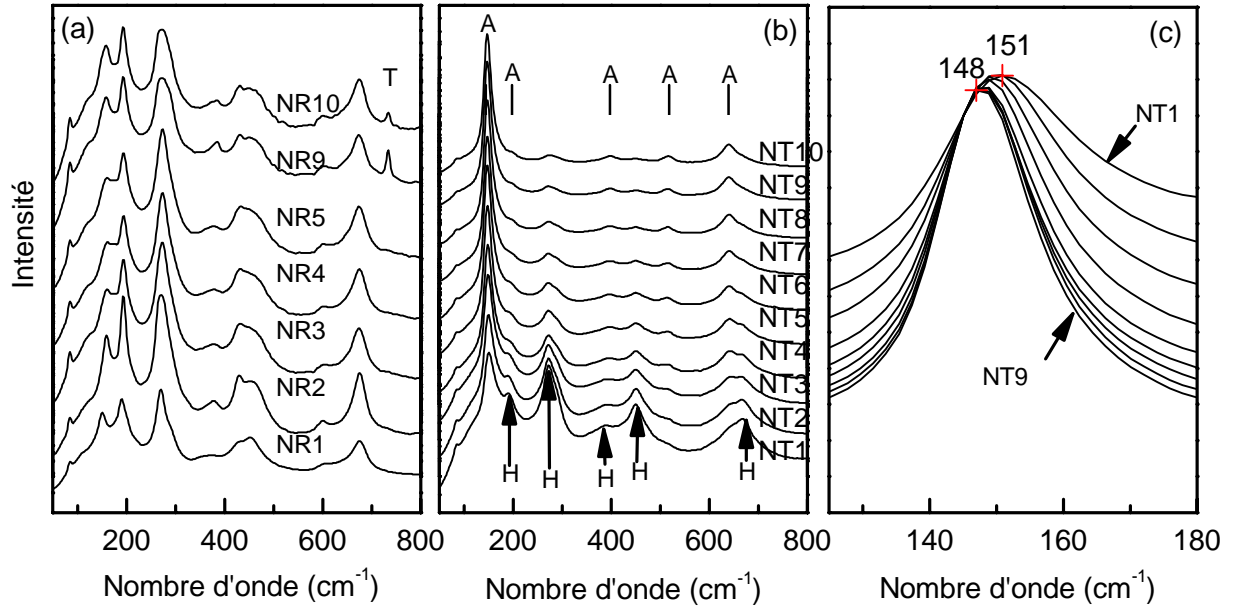 (a)
T
NR10
NR9
NR5
NR4
NR3
NR2
NR1
Intensité
200 400 600 800
Nombre d'onde (cm-1)
(b)
A
A
A
A
A
NT10
NT9
NT8
NT7
NT6
NT5
NT4
NT3
NT2
NT1
H
H
H
H
H
200 400 600 800
Nombre d'onde (cm-1)
(c)
151
148
NT1
NT9
140 160 180
Nombre d'onde (cm-1)